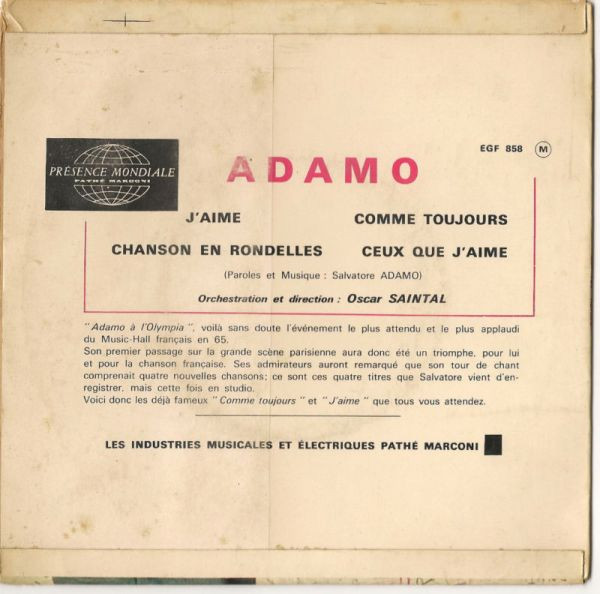 EGF 858 M
PRÉSENCE MONDIALE
PATHÉ MARCONI
ADAMO
J'AIME COMME TOUJOURS
CHANSON EN RONDELLES CEUX QUE J'AIME
(Paroles et Musique : Salvatore ADAMO)
Orchestration et direction : Oscar SAINTAL
"Adamo à l'Olympia", voilà sans doute l'événement le plus attendu et le plus applaudi
du Music-Hall français en 65.
Son premier passage sur la grande scène parisienne aura donc été un triomphe, pour lui
et pour la chanson française. Ses admirateurs auront remarqué que son tour de chant
comprenait quatre nouvelles chansons; ce sont ces quatre titres que Salvatore vient d'en-
registrer, mais cette fois en studio.
Voici donc les déjà fameux "Comme toujours" et "J'aime" que tous vous attendez.
LES INDUSTRIES MUSICALES ET ÉLECTRIQUES PATHÉ MARCONI